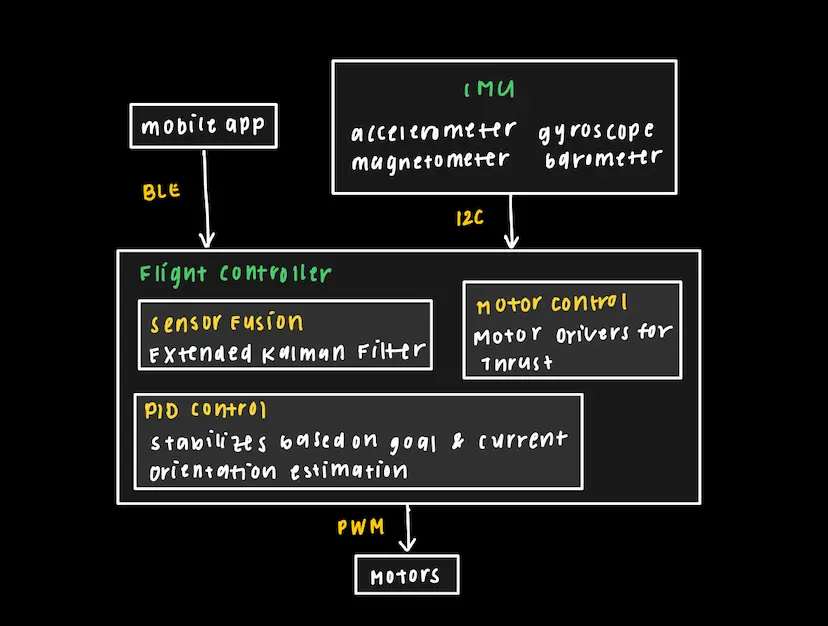 IMU
mobile app
accelerometer gyroscope
magnetometer barometer
BLE
I2C
Flight Controller
Sensor Fusion
Extended Kalman Filter
Motor Control
Motor Drivers for
Thrust
PID Control
Stabilizes based on goal & current
orientation estimation
PWM
Motors